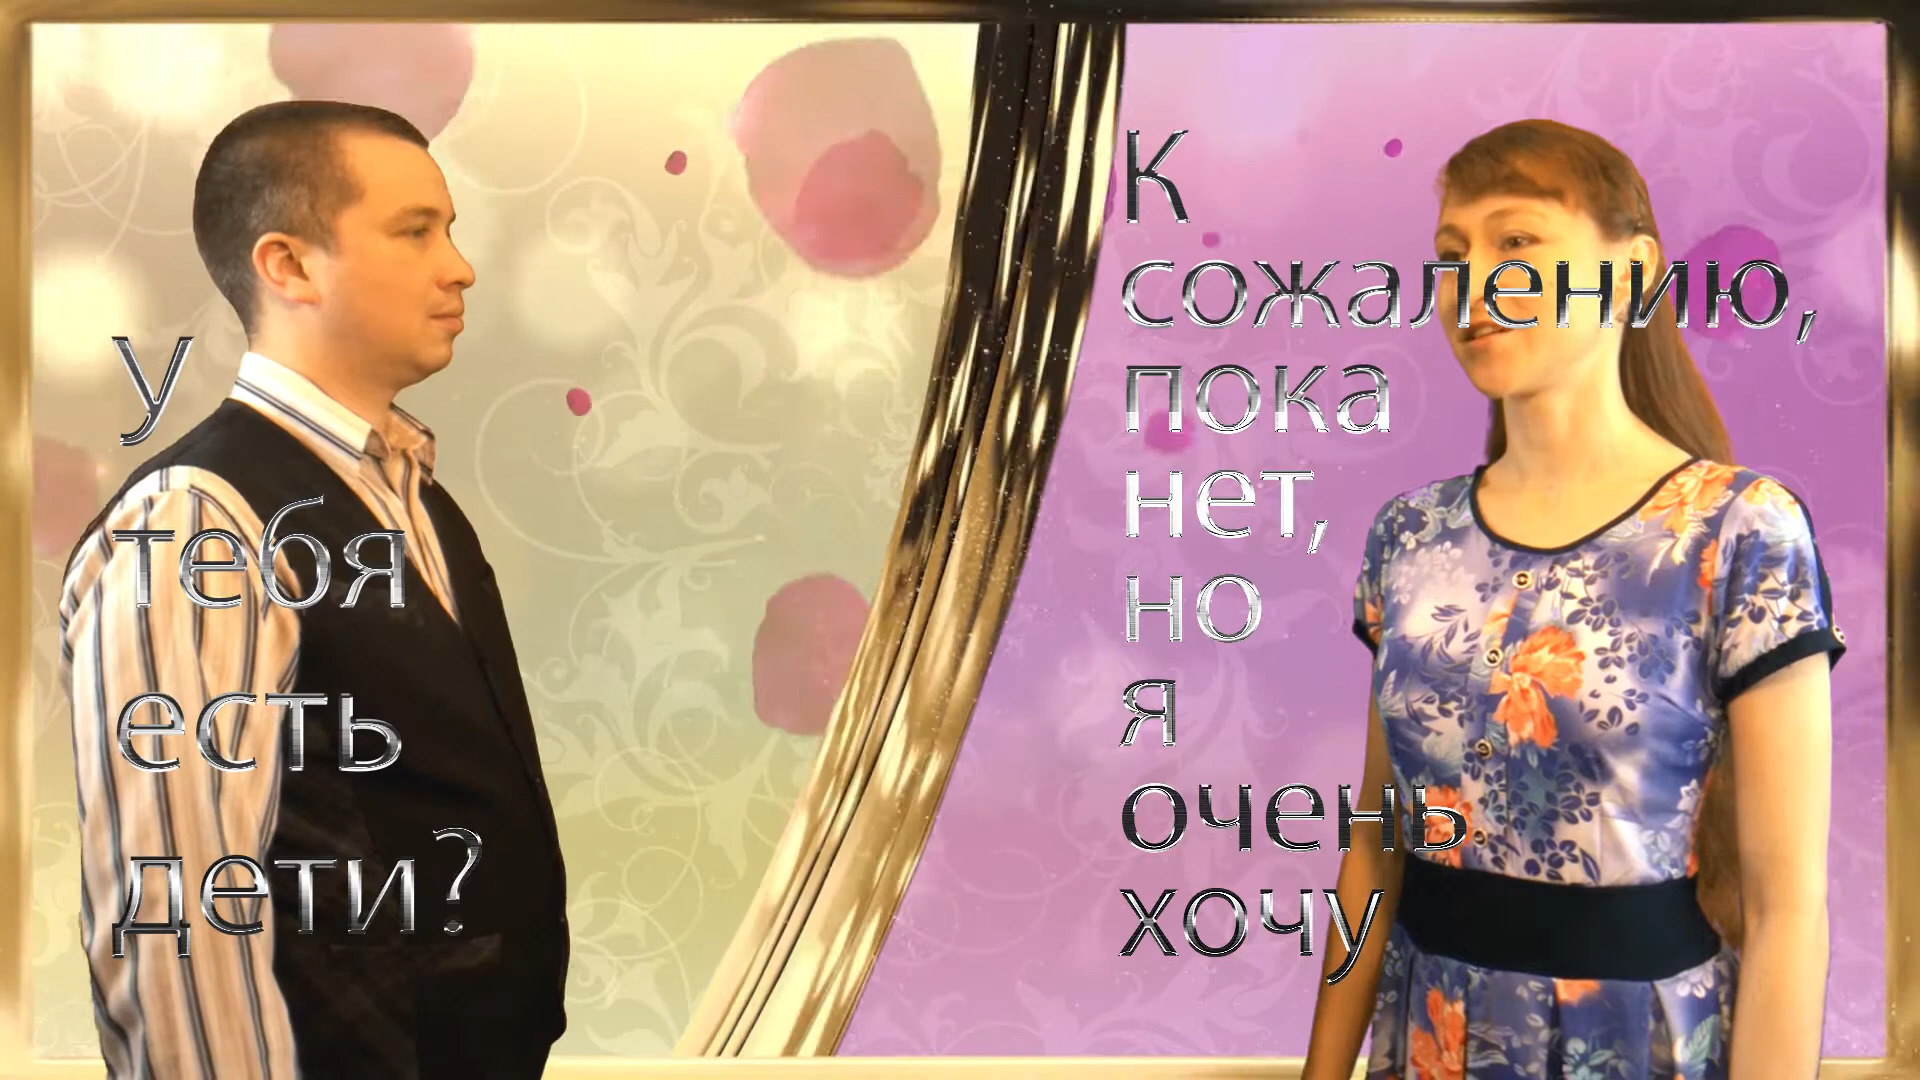 у
тебя
есть
дети?
К
сожалению,
пока
нет,
но
я
очень
хочу